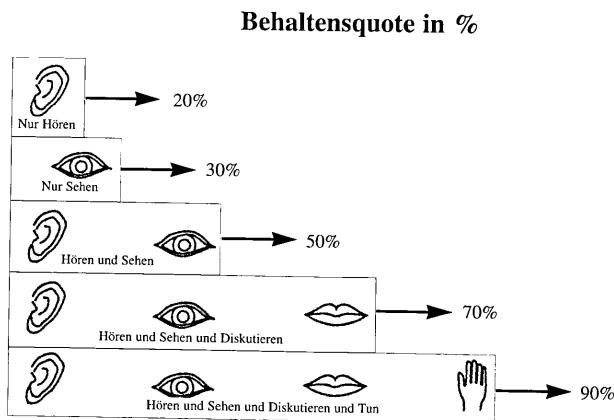 Behaltensquote in %
Nur Hören
20%
Nur Sehen
30%
Hören und Sehen
50%
Hören und Sehen und Diskutieren
70%
Hören und Sehen und Diskutieren und Tun
90%